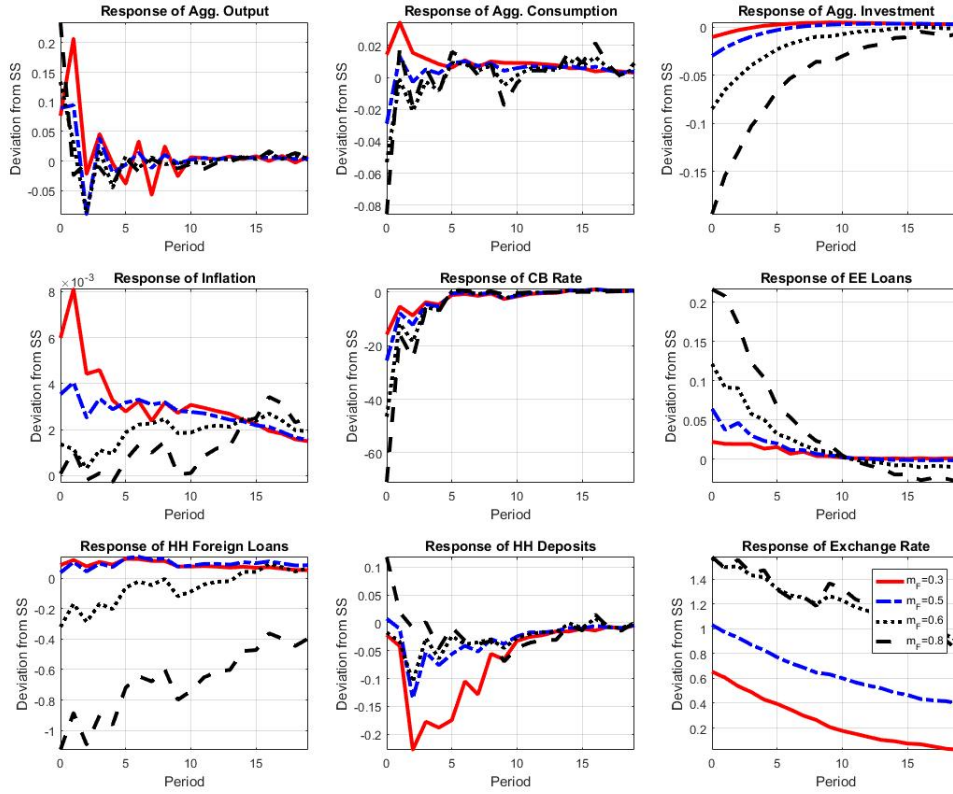 Response of Agg. Output
Deviation from SS
0.2
0.15
0.1
0.05
0
-0.05
0 5 10 15
Period
Response of Agg. Consumption
Deviation from SS
0.02
0
-0.02
-0.04
-0.06
-0.08
0 5 10 15
Period
Response of Agg. Investment
Deviation from SS
0
-0.05
-0.1
-0.15
0 5 10 15
Period
Response of Inflation
×10⁻³
Deviation from SS
8
6
4
2
0
0 5 10 15
Period
Response of CB Rate
Deviation from SS
0
-20
-40
-60
0 5 10 15
Period
Response of EE Loans
Deviation from SS
0.2
0.15
0.1
0.05
0
0 5 10 15
Period
Response of HH Foreign Loans
Deviation from SS
0
-0.2
-0.4
-0.6
-0.8
-1
0 5 10 15
Period
Response of HH Deposits
Deviation from SS
0.1
0.05
0
-0.05
-0.1
-0.15
-0.2
0 5 10 15
Period
Response of Exchange Rate
Deviation from SS
1.4
1.2
1
0.8
0.6
0.4
0.2
0 5 10 15
Period
m_F=0.3
m_F=0.5
m_F=0.6
m_F=0.8